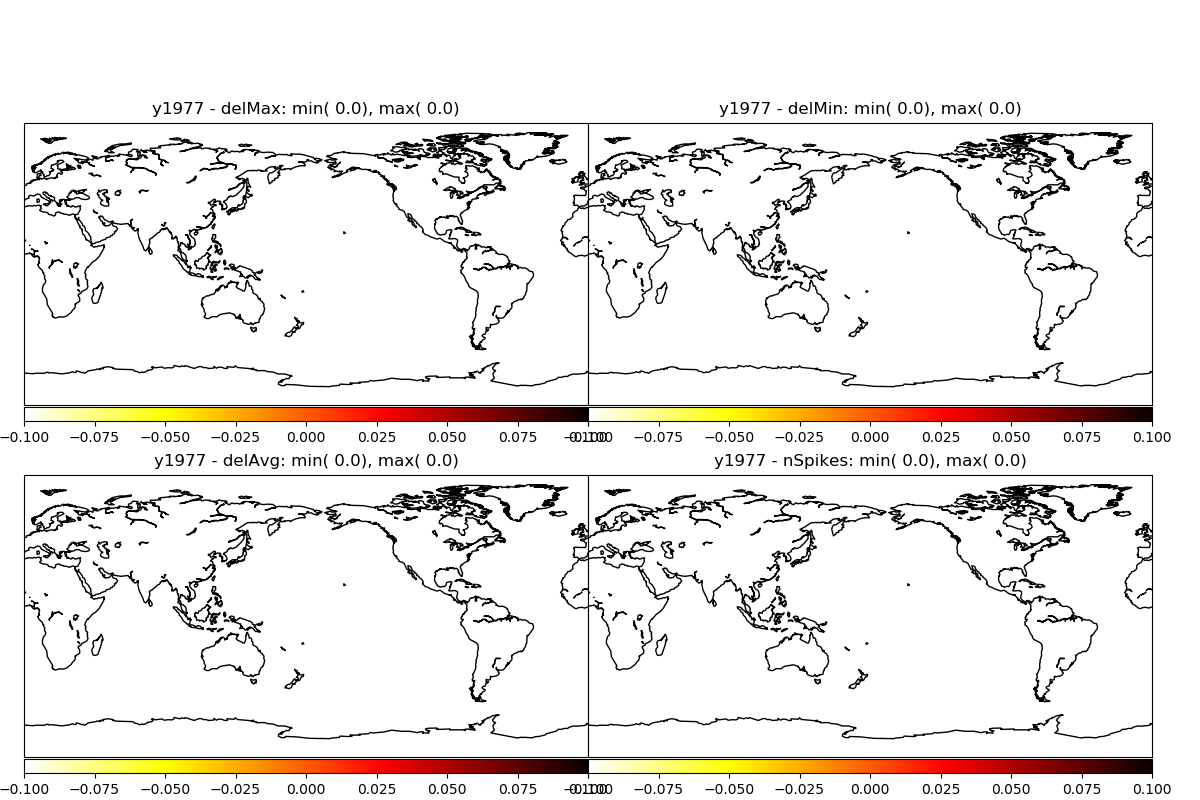 y1977 - delMax: min( 0.0), max( 0.0)
y1977 - delMin: min( 0.0), max( 0.0)
−0.100 −0.075 −0.050 −0.025 0.000 0.025 0.050 0.075 0.100
−0.100 −0.075 −0.050 −0.025 0.000 0.025 0.050 0.075 0.100
y1977 - delAvg: min( 0.0), max( 0.0)
y1977 - nSpikes: min( 0.0), max( 0.0)
−0.100 −0.075 −0.050 −0.025 0.000 0.025 0.050 0.075 0.100
−0.100 −0.075 −0.050 −0.025 0.000 0.025 0.050 0.075 0.100